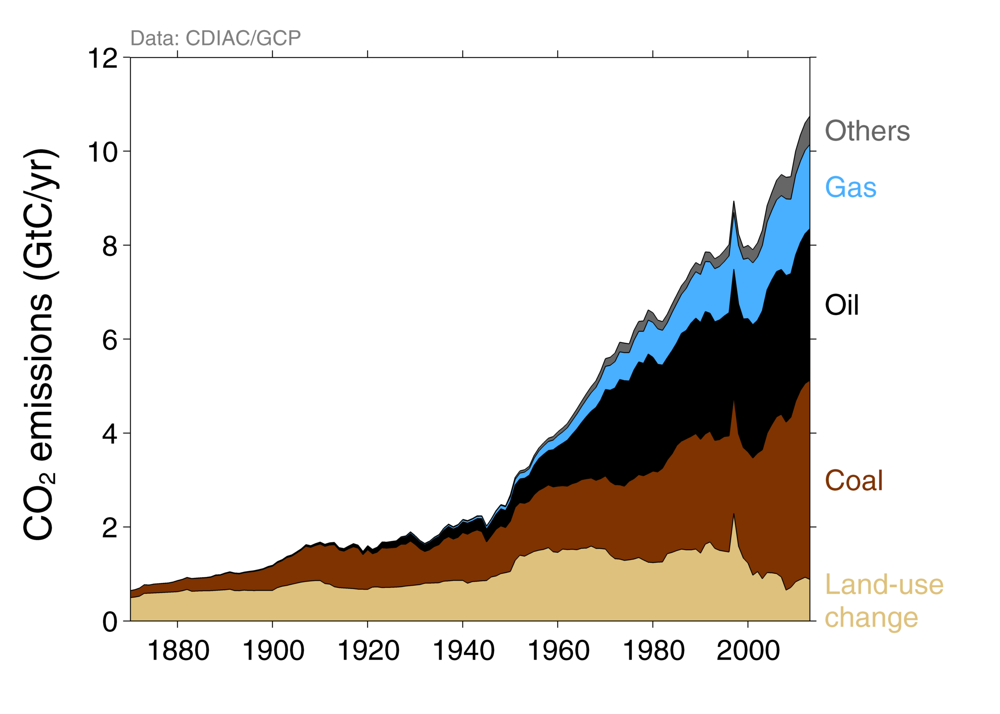 Data: CDIAC/GCP
12
10
8
6
4
2
0
CO₂ emissions (GtC/yr)
1880 1900 1920 1940 1960 1980 2000
Others
Gas
Oil
Coal
Land-use
change